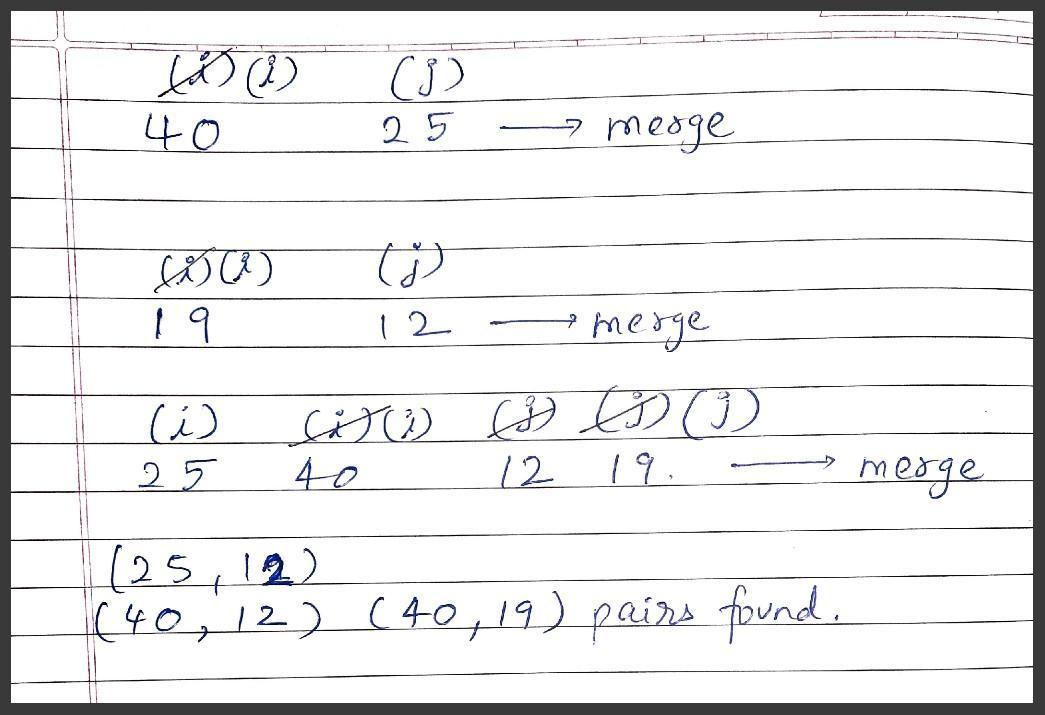 (i) (i) (j)
40 25 → merge
(i) (i) (j)
19 12 → merge
(i) (i) (i) (j) (j) (j)
25 40 12 19. → merge
(25, 12)
(40, 12) (40, 19) pairs found.